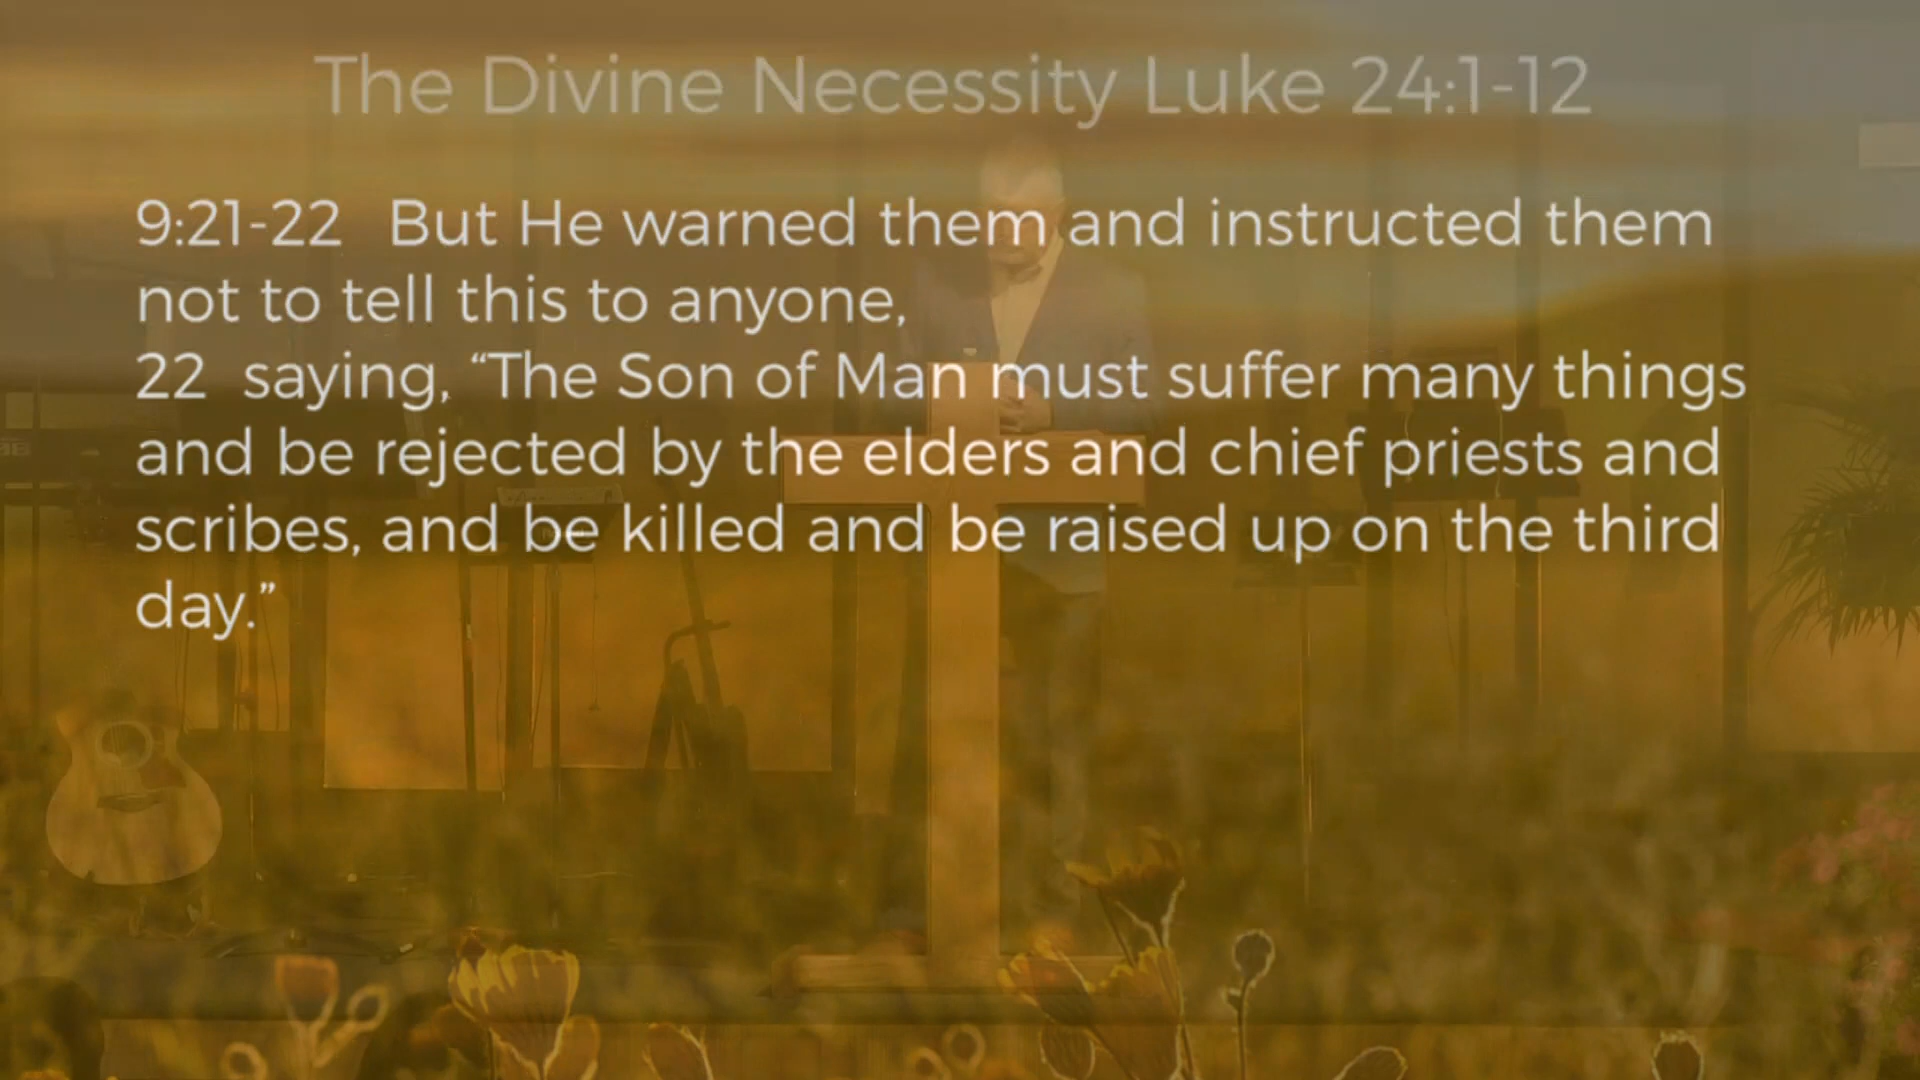 The Divine Necessity Luke 24:1-12
9:21-22 But He warned them and instructed them
not to tell this to anyone,
22 saying, “The Son of Man must suffer many things
and be rejected by the elders and chief priests and
scribes, and be killed and be raised up on the third
day.”